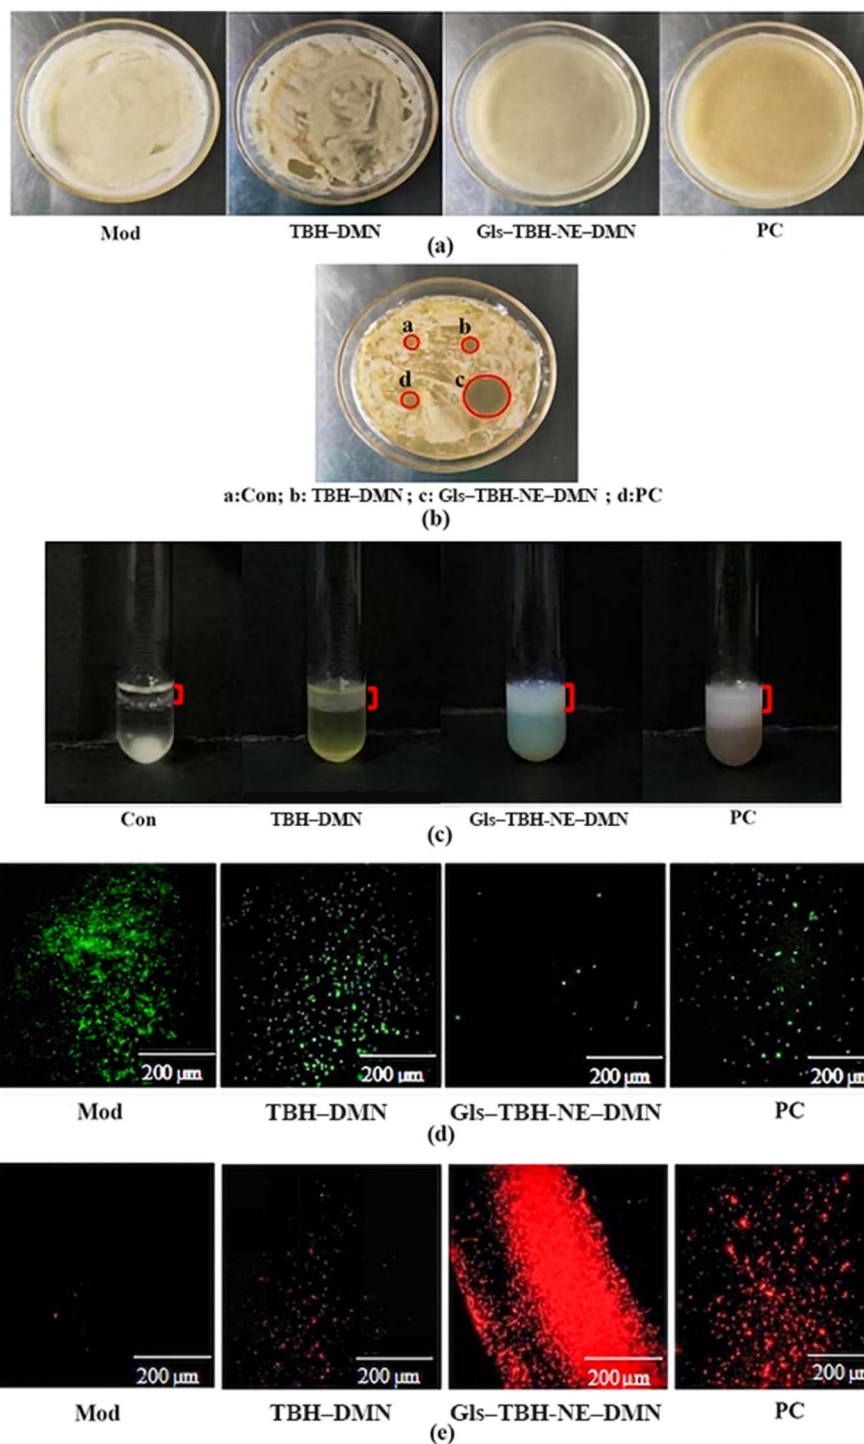 Mod TBH–DMN Gls–TBH-NE–DMN PC
(a)
a b
d c
a:Con; b: TBH–DMN ; c: Gls–TBH-NE–DMN ; d:PC
(b)
Con TBH–DMN Gls–TBH-NE–DMN PC
(c)
200 μm 200 μm 200 μm 200 μm
Mod TBH–DMN Gls–TBH-NE–DMN PC
(d)
200 μm 200 μm 200 μm 200 μm
Mod TBH–DMN Gls–TBH-NE–DMN PC
(e)